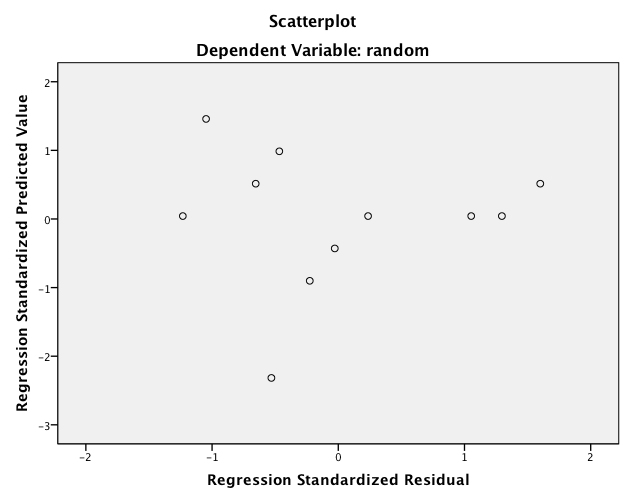 Scatterplot
Dependent Variable: random
Regression Standardized Predicted Value
2
1
0
-1
-2
-3
-2
-1
0
1
2
Regression Standardized Residual